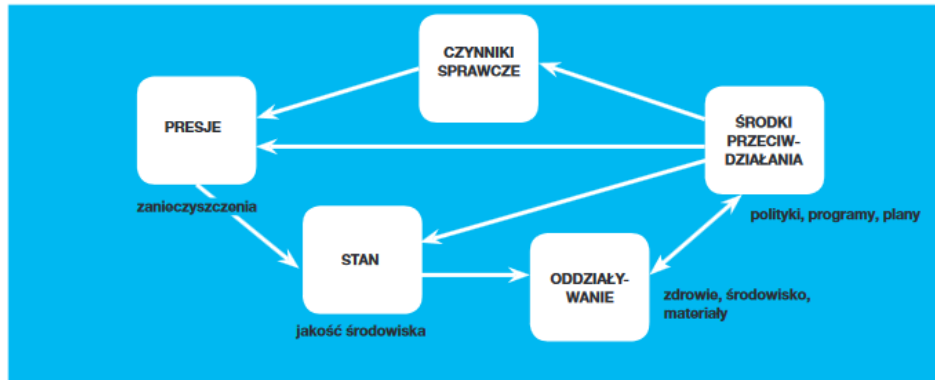 CZYNNIKI
SPRAWCZE
PRESJE
ŚRODKI
PRZECIW-
DZIAŁANIA
zanieczyszczenia
polityki, programy, plany
STAN
ODDZIAŁY-
WANIE
zdrowie, środowisko,
materiały
jakość środowiska